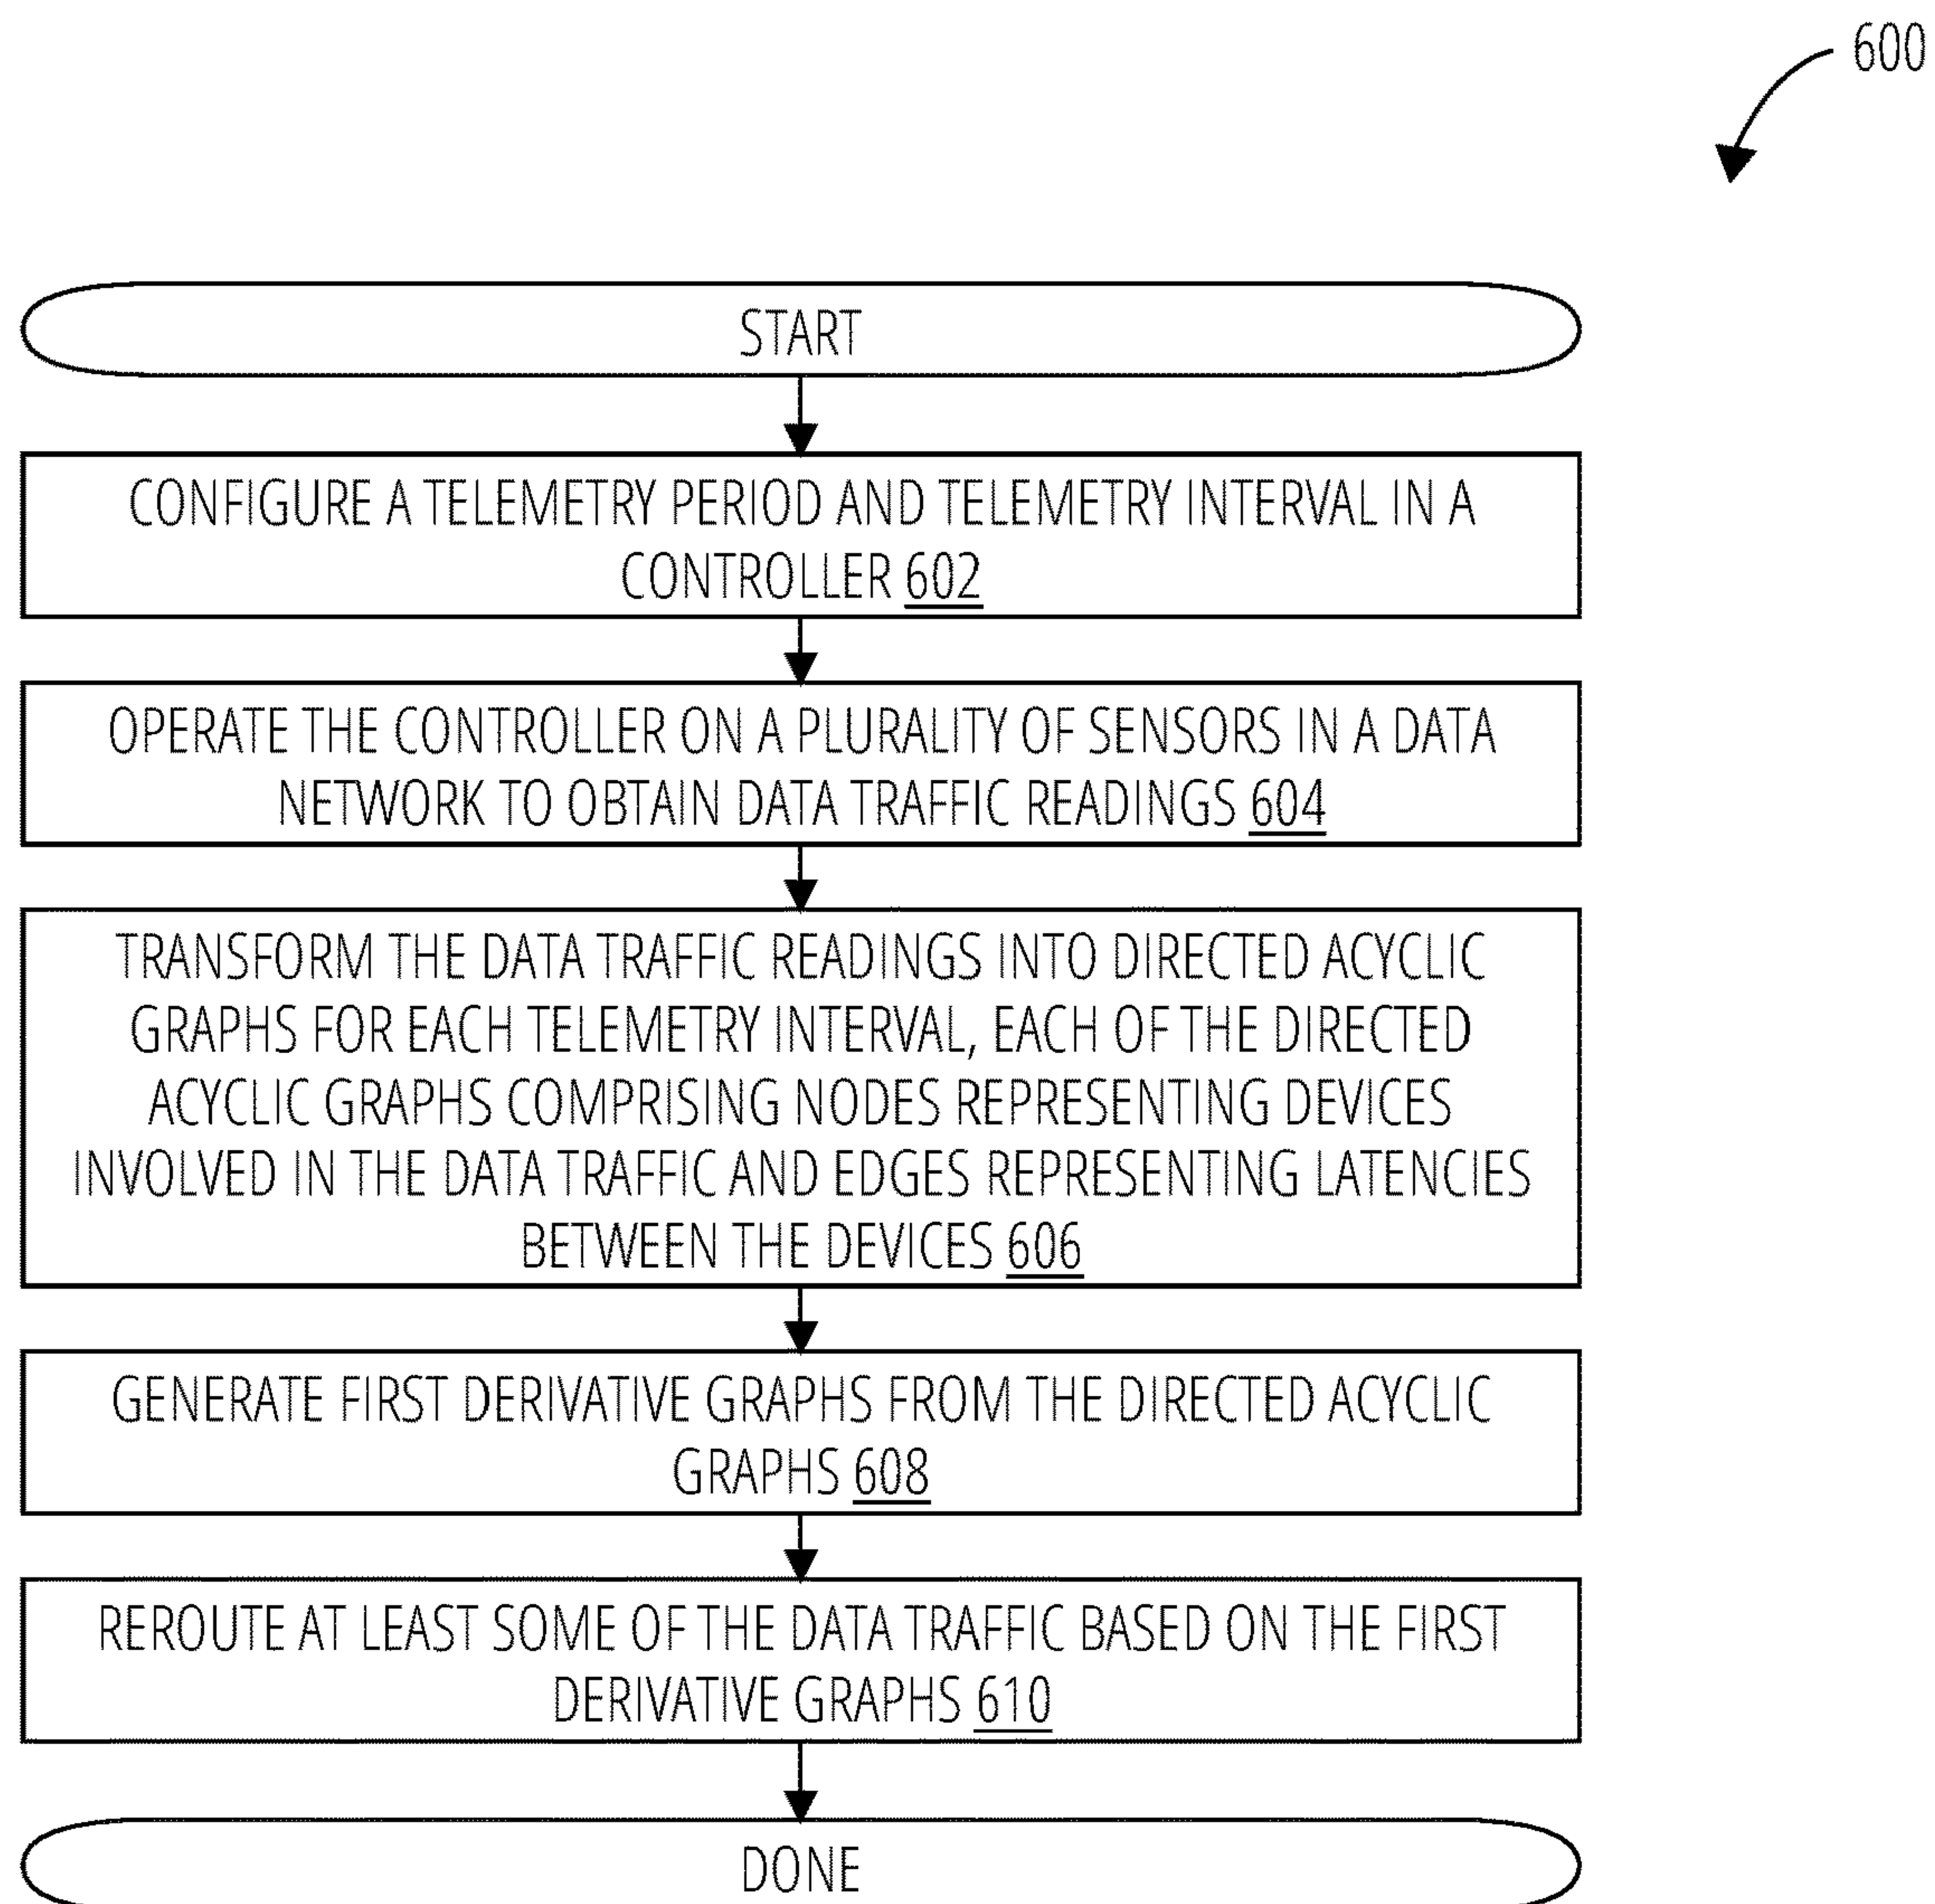 600
START
CONFIGURE A TELEMETRY PERIOD AND TELEMETRY INTERVAL IN A
CONTROLLER 602
OPERATE THE CONTROLLER ON A PLURALITY OF SENSORS IN A DATA
NETWORK TO OBTAIN DATA TRAFFIC READINGS 604
TRANSFORM THE DATA TRAFFIC READINGS INTO DIRECTED ACYCLIC
GRAPHS FOR EACH TELEMETRY INTERVAL, EACH OF THE DIRECTED
ACYCLIC GRAPHS COMPRISING NODES REPRESENTING DEVICES
INVOLVED IN THE DATA TRAFFIC AND EDGES REPRESENTING LATENCIES
BETWEEN THE DEVICES 606
GENERATE FIRST DERIVATIVE GRAPHS FROM THE DIRECTED ACYCLIC
GRAPHS 608
REROUTE AT LEAST SOME OF THE DATA TRAFFIC BASED ON THE FIRST
DERIVATIVE GRAPHS 610
DONE